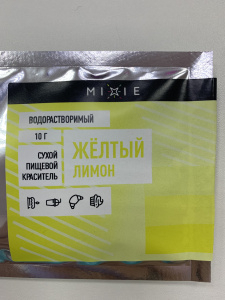 MIXIE
ВОДОРАСТВОРИМЫЙ
10 Г
СУХОЙ
ПИЩЕВОЙ
КРАСИТЕЛЬ
ЖЁЛТЫЙ
ЛИМОН